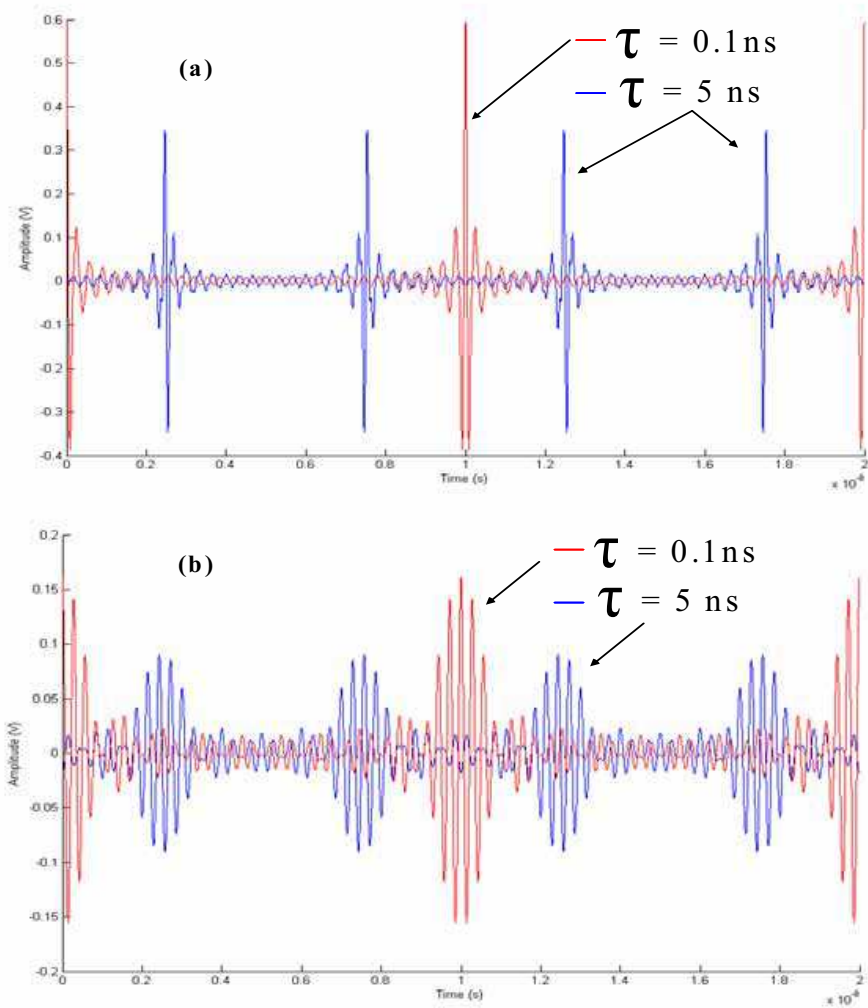 0.6
τ = 0.1ns
(a)
0.5
τ = 5 ns
0.4
0.3
0.2
0.1
0
-0.1
-0.2
-0.3
-0.4
Amplitude (V)
0 0.2 0.4 0.6 0.8 1 1.2 1.4 1.6 1.8 2
Time (s)
x 10⁻⁸
0.2
τ = 0.1ns
(b)
0.15
τ = 5 ns
0.1
0.05
0
-0.05
-0.1
-0.15
-0.2
Amplitude (V)
0 0.2 0.4 0.6 0.8 1 1.2 1.4 1.6 1.8 2
Time (s)
x 10⁻⁸